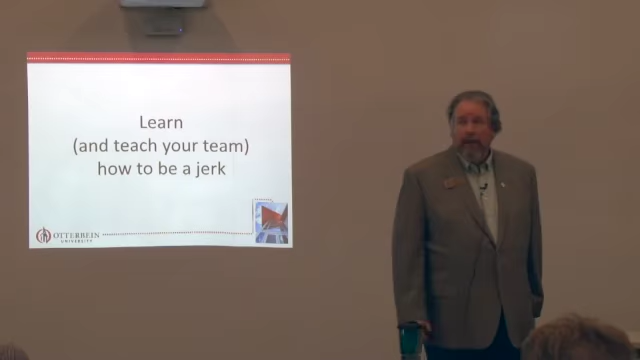 Learn
(and teach your team)
how to be a jerk
OTTERBEIN
UNIVERSITY